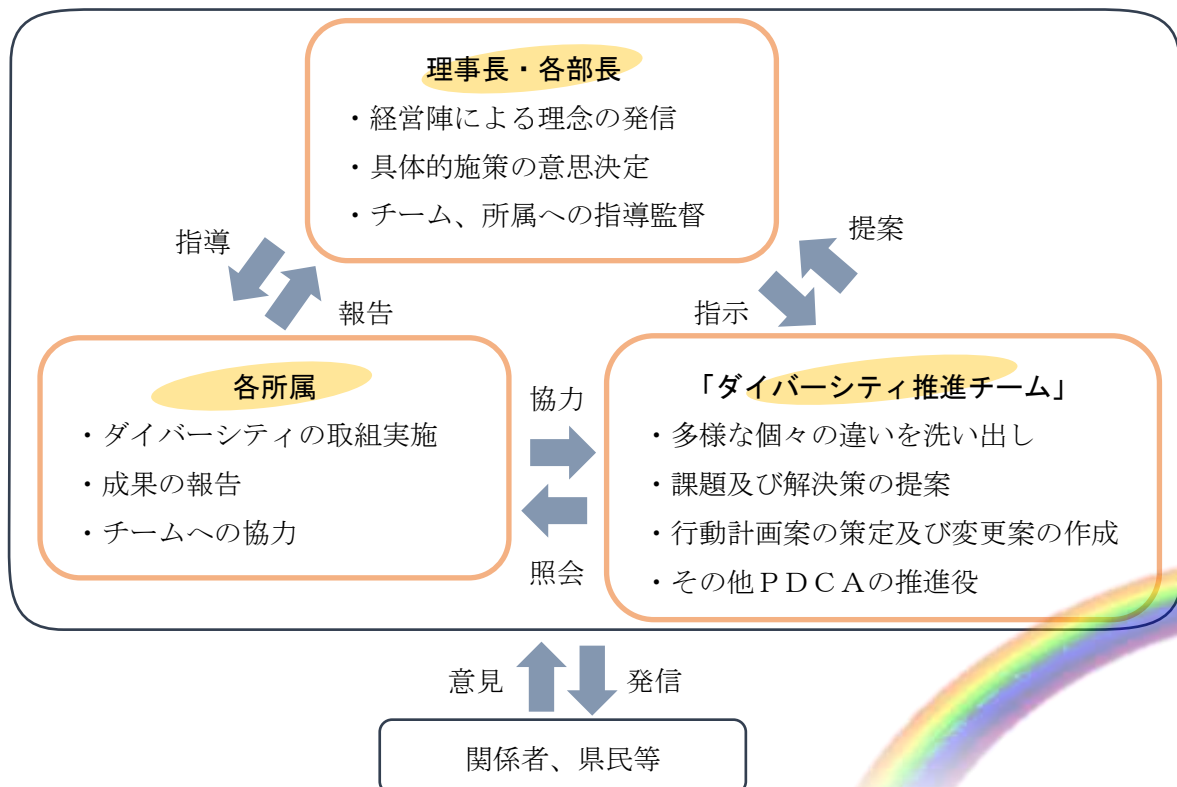 理事長・各部長
・経営陣による理念の発信
・具体的施策の意思決定
・チーム、所属への指導監督
指導
報告
提案
指示
各所属
・ダイバーシティの取組実施
・成果の報告
・チームへの協力
協力
照会
「ダイバーシティ推進チーム」
・多様な個々の違いを洗い出し
・課題及び解決策の提案
・行動計画案の策定及び変更案の作成
・その他ＰＤＣＡの推進役
意見
発信
関係者、県民等